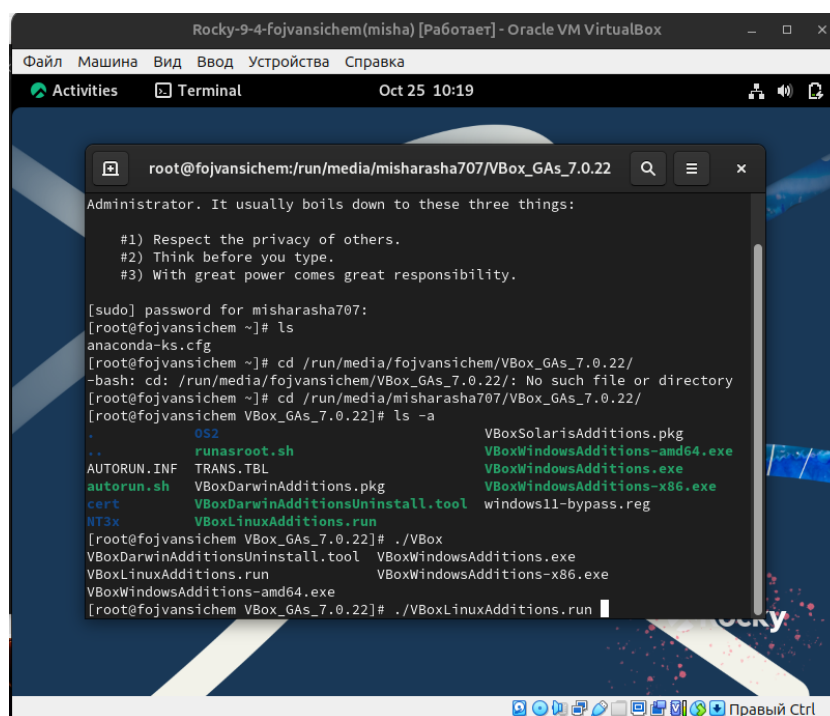 Rocky-9-4-fojvansichem(misha) [Работает] - Oracle VM VirtualBox
Файл Машина Вид Ввод Устройства Справка
Activities Terminal Oct 25 10:19
root@fojvansichem:/run/media/misharasha707/VBox_GAs_7.0.22
Administrator. It usually boils down to these three things:
#1) Respect the privacy of others.
#2) Think before you type.
#3) With great power comes great responsibility.
[sudo] password for misharasha707:
[root@fojvansichem ~]# ls
anaconda-ks.cfg
[root@fojvansichem ~]# cd /run/media/fojvansichem/VBox_GAs_7.0.22/
-bash: cd: /run/media/fojvansichem/VBox_GAs_7.0.22/: No such file or directory
[root@fojvansichem ~]# cd /run/media/misharasha707/VBox_GAs_7.0.22/
[root@fojvansichem VBox_GAs_7.0.22]# ls -a
. OS2 VBoxSolarisAdditions.pkg
.. runasroot.sh VBoxWindowsAdditions-amd64.exe
AUTORUN.INF TRANS.TBL VBoxWindowsAdditions.exe
autorun.sh VBoxDarwinAdditions.pkg VBoxWindowsAdditions-x86.exe
cert VBoxDarwinAdditionsUninstall.tool windows11-bypass.reg
NT3x VBoxLinuxAdditions.run
[root@fojvansichem VBox_GAs_7.0.22]# ./VBox
VBoxDarwinAdditionsUninstall.tool VBoxWindowsAdditions.exe
VBoxLinuxAdditions.run VBoxWindowsAdditions-x86.exe
VBoxWindowsAdditions-amd64.exe
[root@fojvansichem VBox_GAs_7.0.22]# ./VBoxLinuxAdditions.run
Правый Ctrl